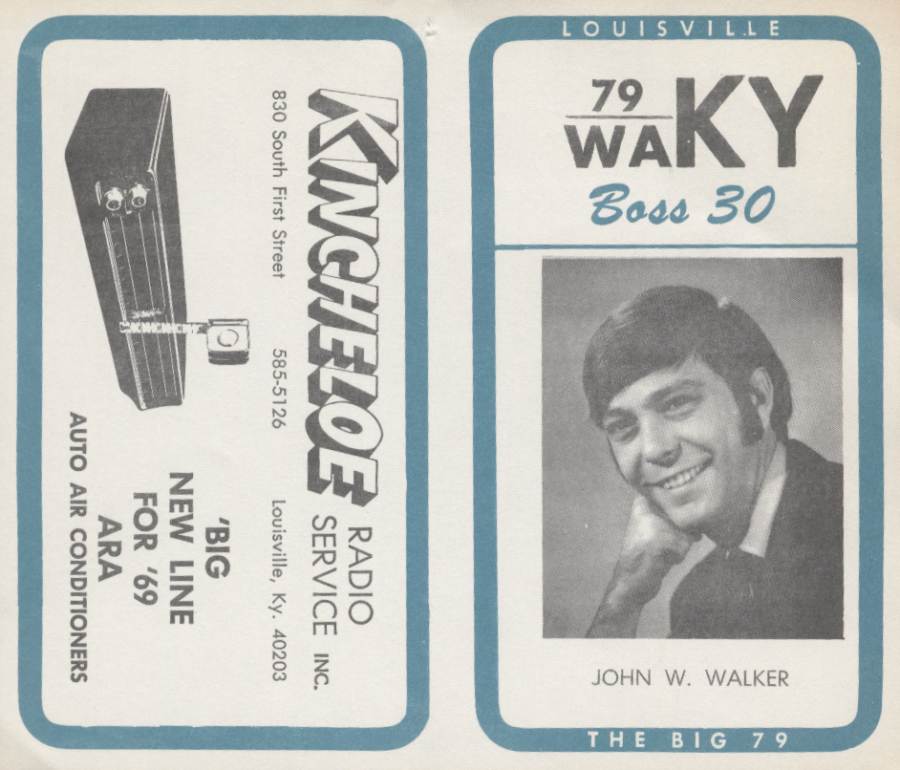 KINCHELOE RADIO SERVICE INC.
830 South First Street 585-5126 Louisville, Ky. 40203
'BIG
NEW LINE
FOR '69
ARA
AUTO AIR CONDITIONERS
LOUISVILLE
79
WAKY
Boss 30
JOHN W. WALKER
THE BIG 79